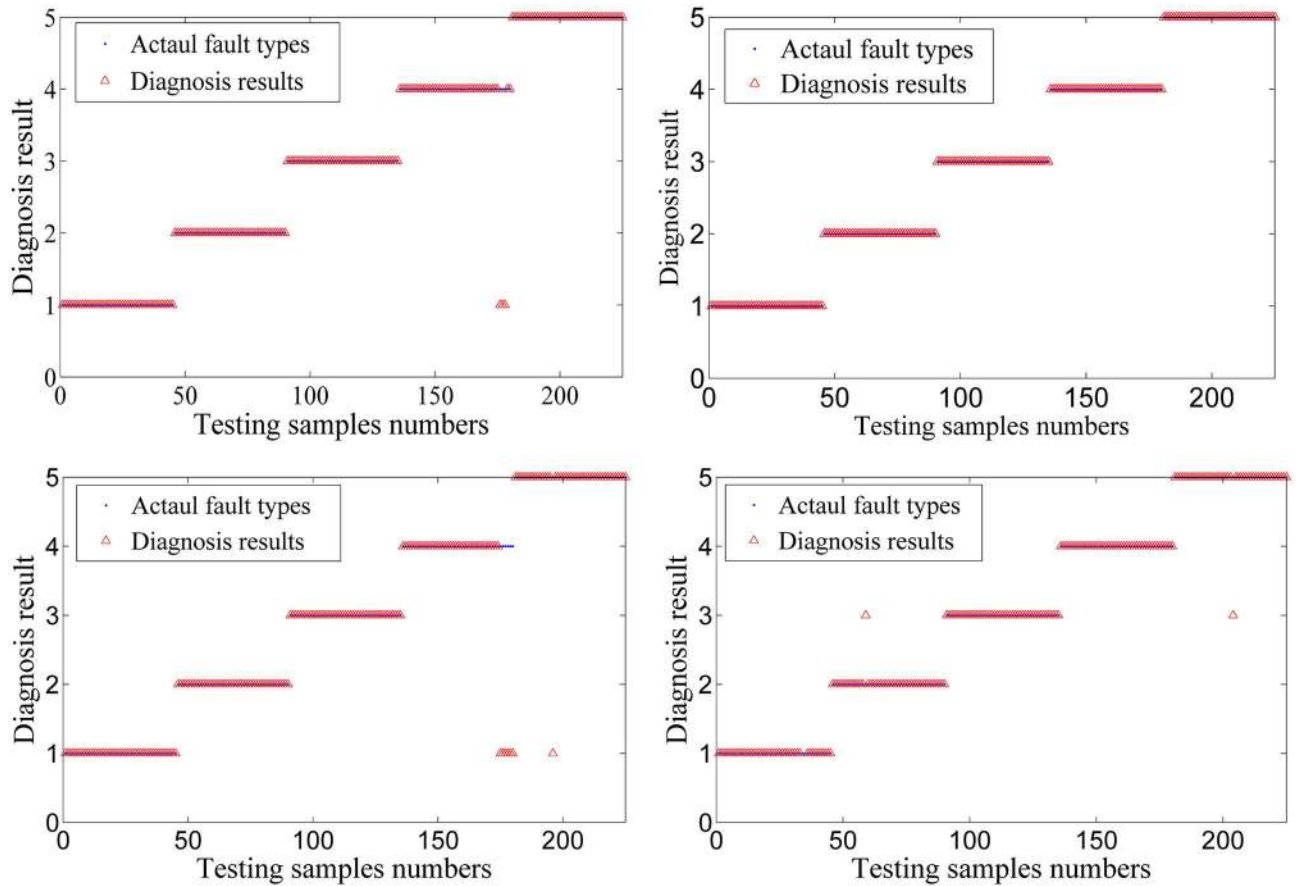 5
4
3
2
1
0
Diagnosis result
Actaul fault types
Diagnosis results
0 50 100 150 200
Testing samples numbers
5
4
3
2
1
0
Diagnosis result
Actaul fault types
Diagnosis results
0 50 100 150 200
Testing samples numbers
5
4
3
2
1
0
Diagnosis result
Actaul fault types
Diagnosis results
0 50 100 150 200
Testing samples numbers
5
4
3
2
1
0
Diagnosis result
Actaul fault types
Diagnosis results
0 50 100 150 200
Testing samples numbers